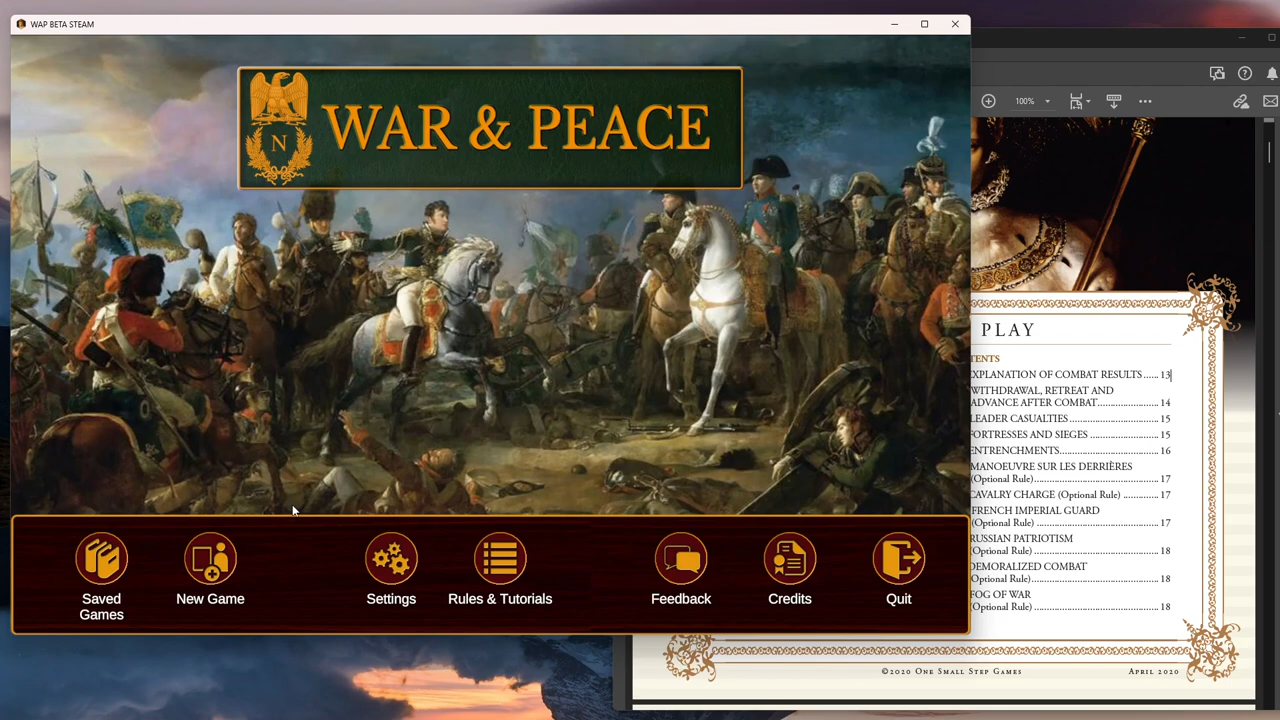 WAP BETA STEAM
N
WAR & PEACE
Saved
Games
New Game
Settings
Rules & Tutorials
Feedback
Credits
Quit
100%
PLAY
TENTS
EXPLANATION OF COMBAT RESULTS...... 13
WITHDRAWAL, RETREAT AND
ADVANCE AFTER COMBAT..................... 14
LEADER CASUALTIES ............................... 15
FORTRESSES AND SIEGES ........................ 15
ENTRENCHMENTS.................................. 16
MANOEUVRE SUR LES DERRIÈRES
(Optional Rule)........................................... 17
CAVALRY CHARGE (Optional Rule) ............ 17
FRENCH IMPERIAL GUARD
(Optional Rule) .......................................... 17
RUSSIAN PATRIOTISM
(Optional Rule) .......................................... 18
DEMORALIZED COMBAT
(Optional Rule)........................................... 18
FOG OF WAR
(Optional Rule) .......................................... 18
©2020 One Small Step Games
April 2020